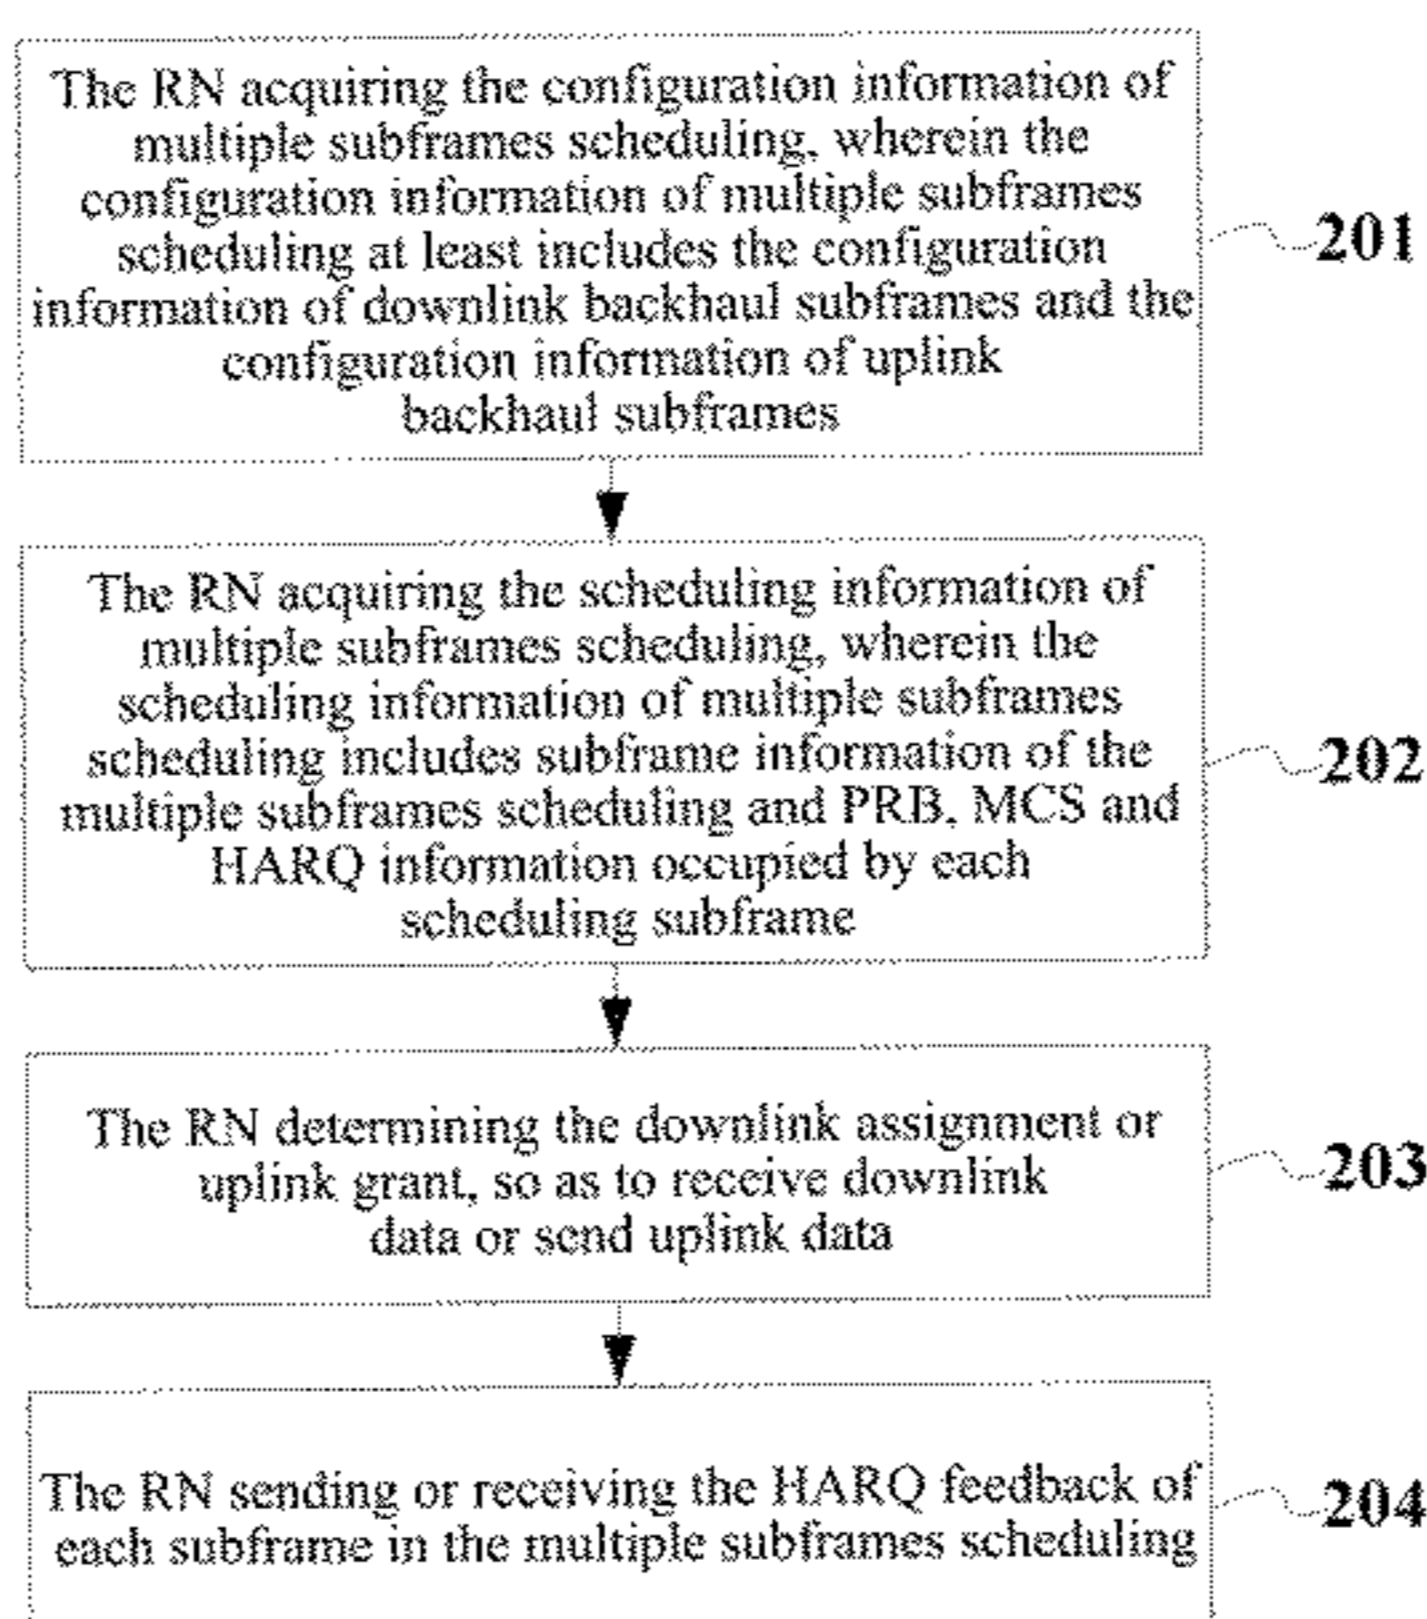 The RN acquiring the configuration information of
multiple subframes scheduling, wherein the
configuration information of multiple subframes
scheduling at least includes the configuration
information of downlink backhaul subframes and the
configuration information of uplink
backhaul subframes
201
The RN acquiring the scheduling information of
multiple subframes scheduling, wherein the
scheduling information of multiple subframes
scheduling includes subframe information of the
multiple subframes scheduling and PRB, MCS and
HARQ information occupied by each
scheduling subframe
202
The RN determining the downlink assignment or
uplink grant, so as to receive downlink
data or send uplink data
203
The RN sending or receiving the HARQ feedback of
each subframe in the multiple subframes scheduling
204